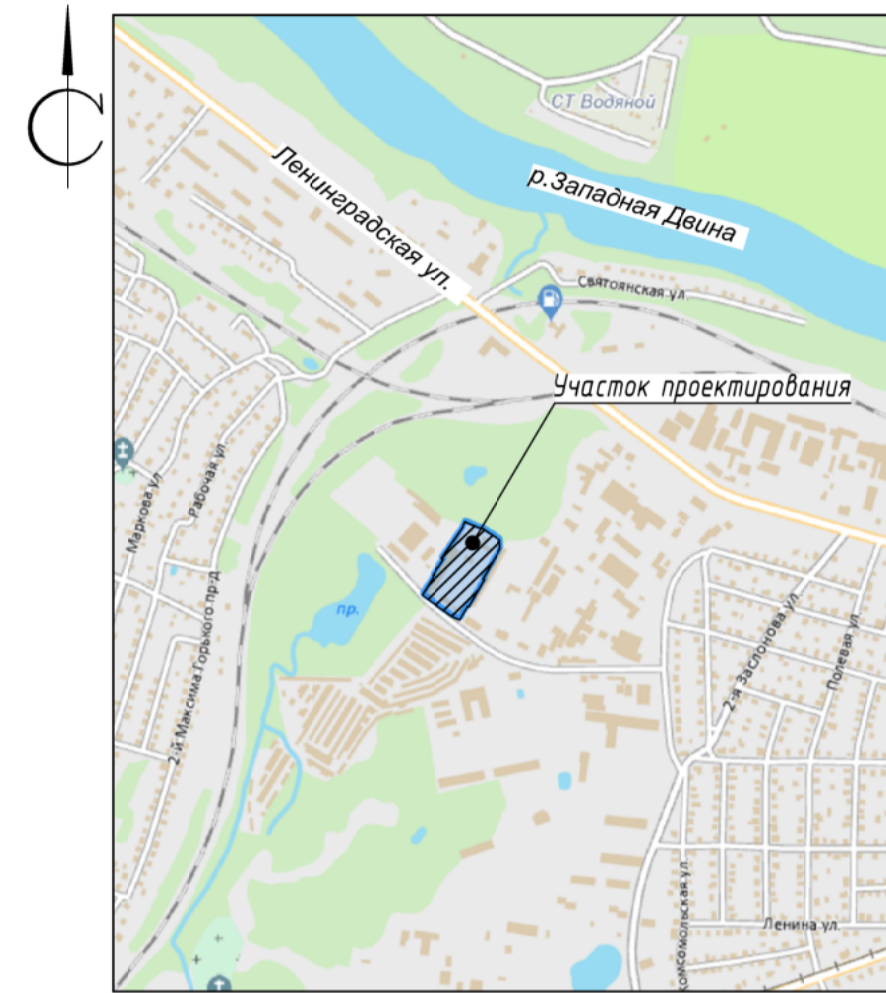 С
СТ Водяной
р.Западная Двина
Ленинградская ул.
Святоянская ул.
Участок проектирования
Маркова ул.
Рабочая ул.
пр.
2-й Максима Горького пр-д
2-я Заслонова ул.
Полевая ул.
Комсомольская ул.
Ленина ул.